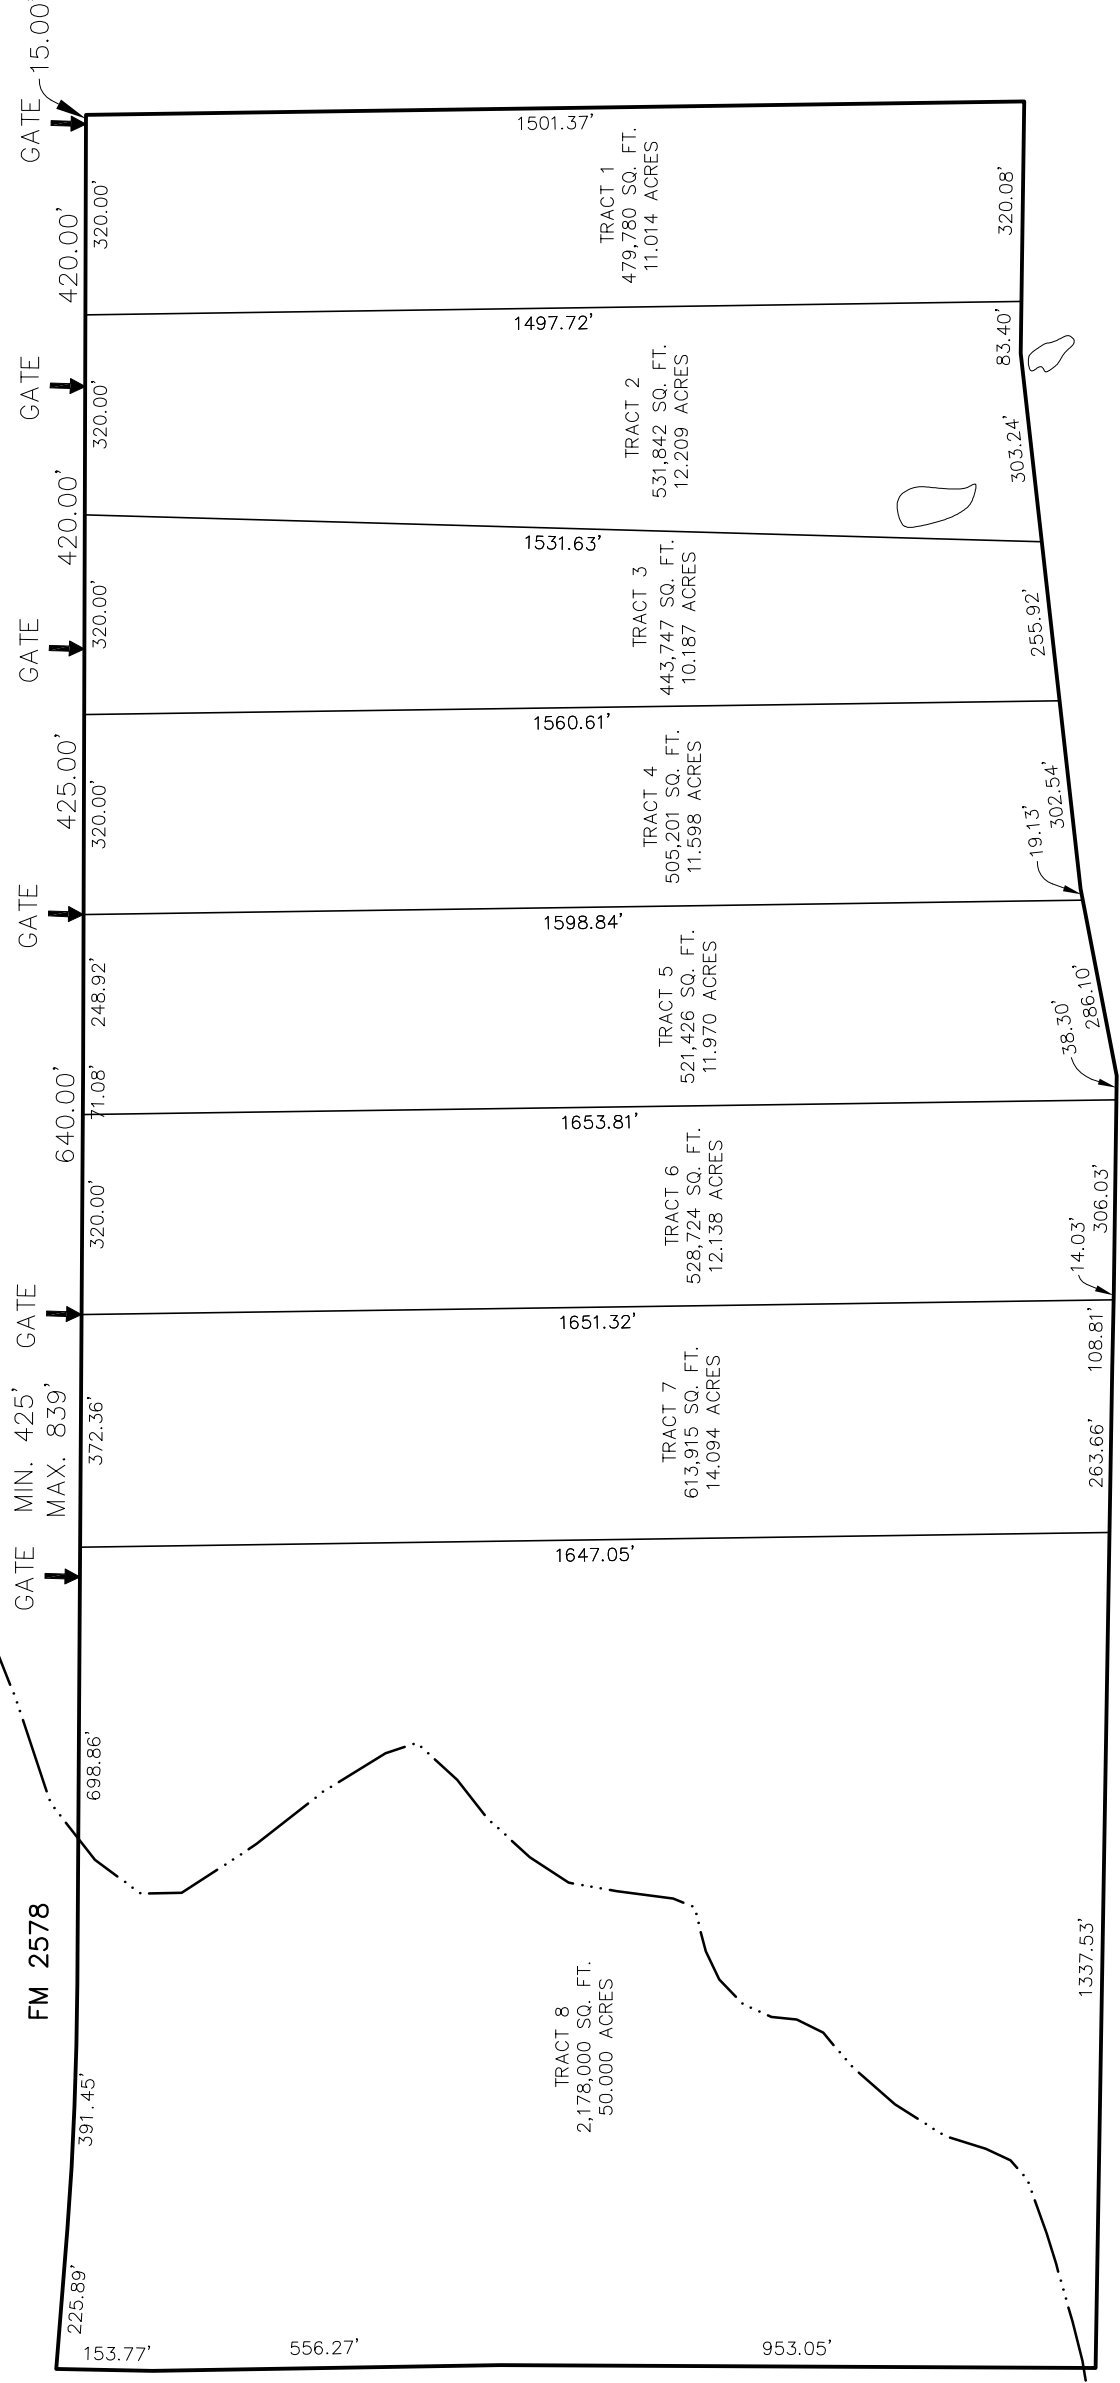 15.00'
GATE
1501.37'
320.00'
420.00'
TRACT 1
479,780 SQ. FT.
11.014 ACRES
320.08'
1497.72'
83.40'
GATE
320.00'
TRACT 2
531,842 SQ. FT.
12.209 ACRES
303.24'
420.00'
1531.63'
GATE
320.00'
TRACT 3
443,747 SQ. FT.
10.187 ACRES
255.92'
1560.61'
425.00'
320.00'
TRACT 4
505,201 SQ. FT.
11.598 ACRES
302.54'
19.13'
GATE
1598.84'
248.92'
TRACT 5
521,426 SQ. FT.
11.970 ACRES
286.10'
38.30'
71.08'
640.00'
1653.81'
320.00'
TRACT 6
528,724 SQ. FT.
12.138 ACRES
306.03'
14.03'
GATE
1651.32'
108.81'
MIN. 425'
MAX. 839'
372.36'
TRACT 7
613,915 SQ. FT.
14.094 ACRES
263.66'
GATE
1647.05'
698.86'
FM 2578
TRACT 8
2,178,000 SQ. FT.
50.000 ACRES
1337.53'
391.45'
225.89'
153.77'
556.27'
953.05'